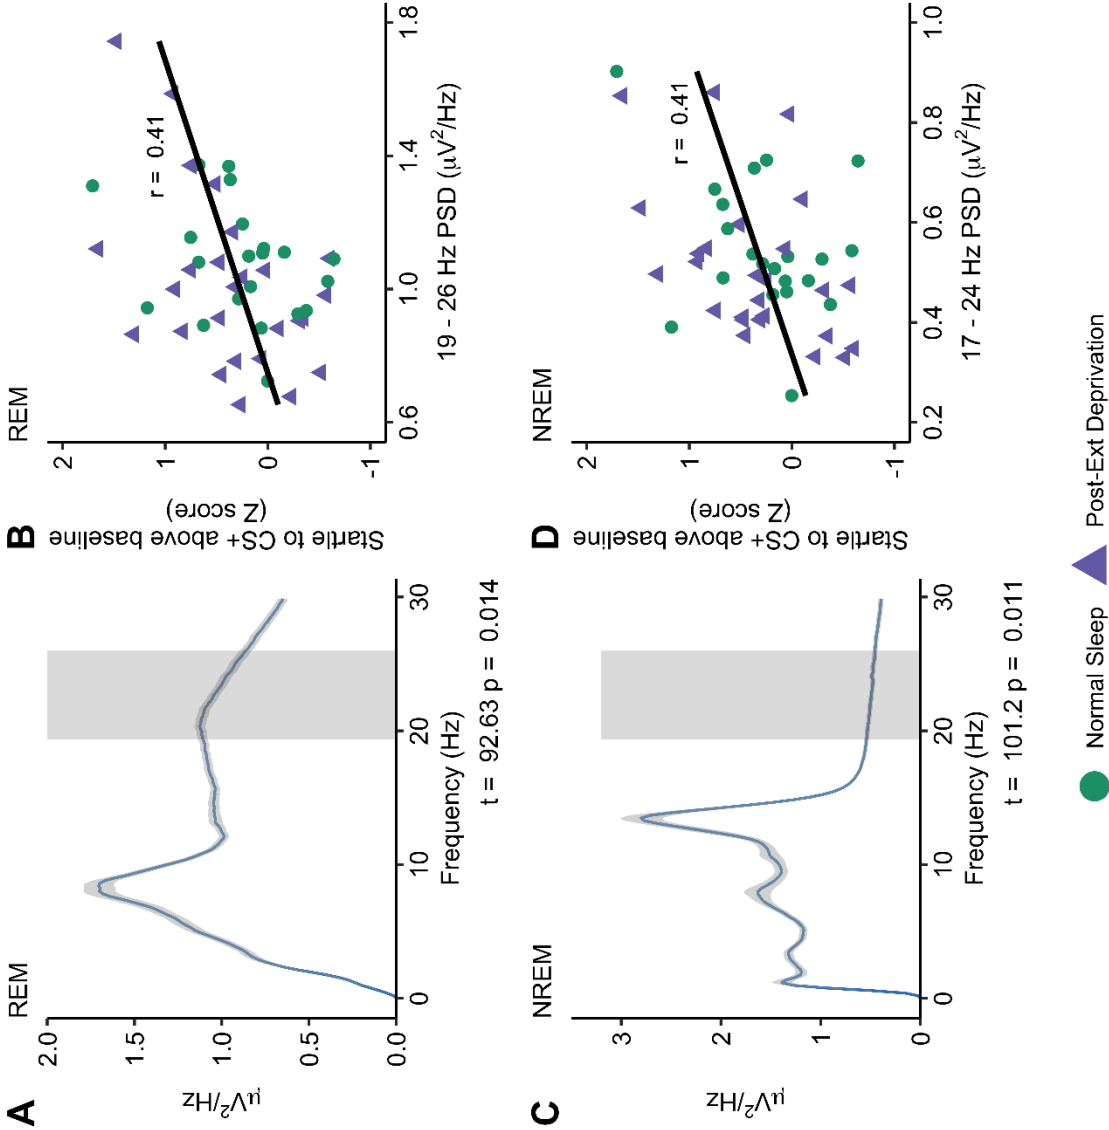 A
REM
2.0
1.5
1.0
0.5
0.0
μV²/Hz
0
10
20
30
Frequency (Hz)
t = 92.63 p = 0.014
B
REM
Startle to CS+ above baseline
(Z score)
2
1
0
-1
r = 0.41
0.6
1.0
1.4
1.8
19 - 26 Hz PSD (μV²/Hz)
C
NREM
3
2
1
0
μV²/Hz
0
10
20
30
Frequency (Hz)
t = 101.2 p = 0.011
D
NREM
Startle to CS+ above baseline
(Z score)
2
1
0
-1
r = 0.41
0.2
0.4
0.6
0.8
1.0
17 - 24 Hz PSD (μV²/Hz)
Normal Sleep
Post-Ext Deprivation